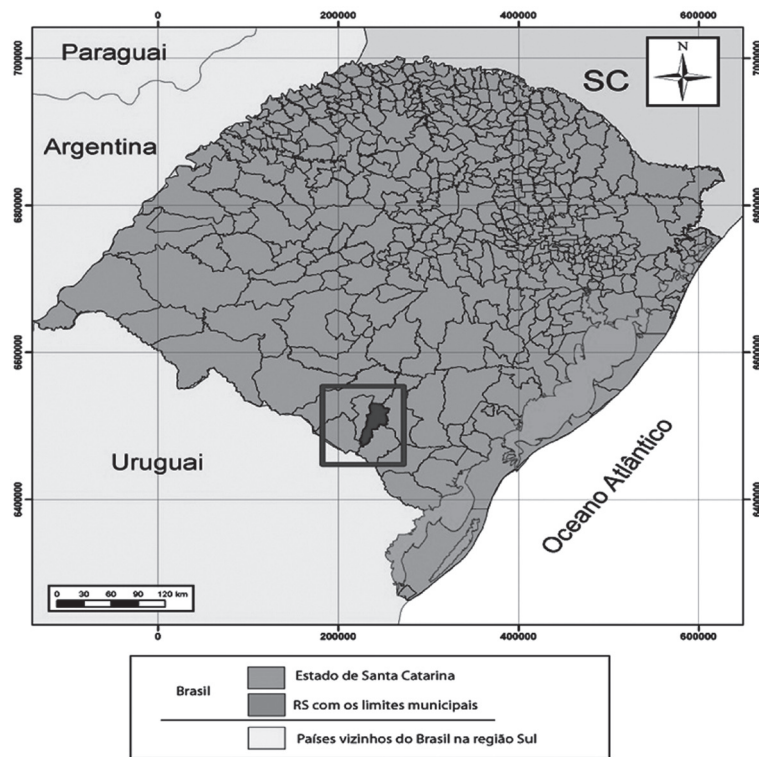 0 200000 400000 600000
7000000 7000000
Paraguai
SC
N
Argentina
6800000 6800000
6600000 6600000
Uruguai
Oceano Atlântico
6400000 6400000
0 30 60 90 120 km
0 200000 400000 600000
Brasil
Estado de Santa Catarina
RS com os limites municipais
Países vizinhos do Brasil na região Sul